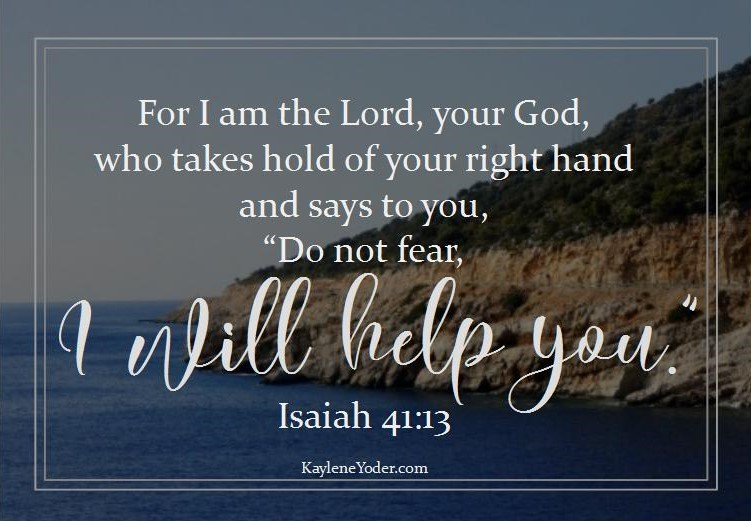 For I am the Lord, your God,
who takes hold of your right hand
and says to you,
“Do not fear,
I will help you.”
Isaiah 41:13
KayleneYoder.com